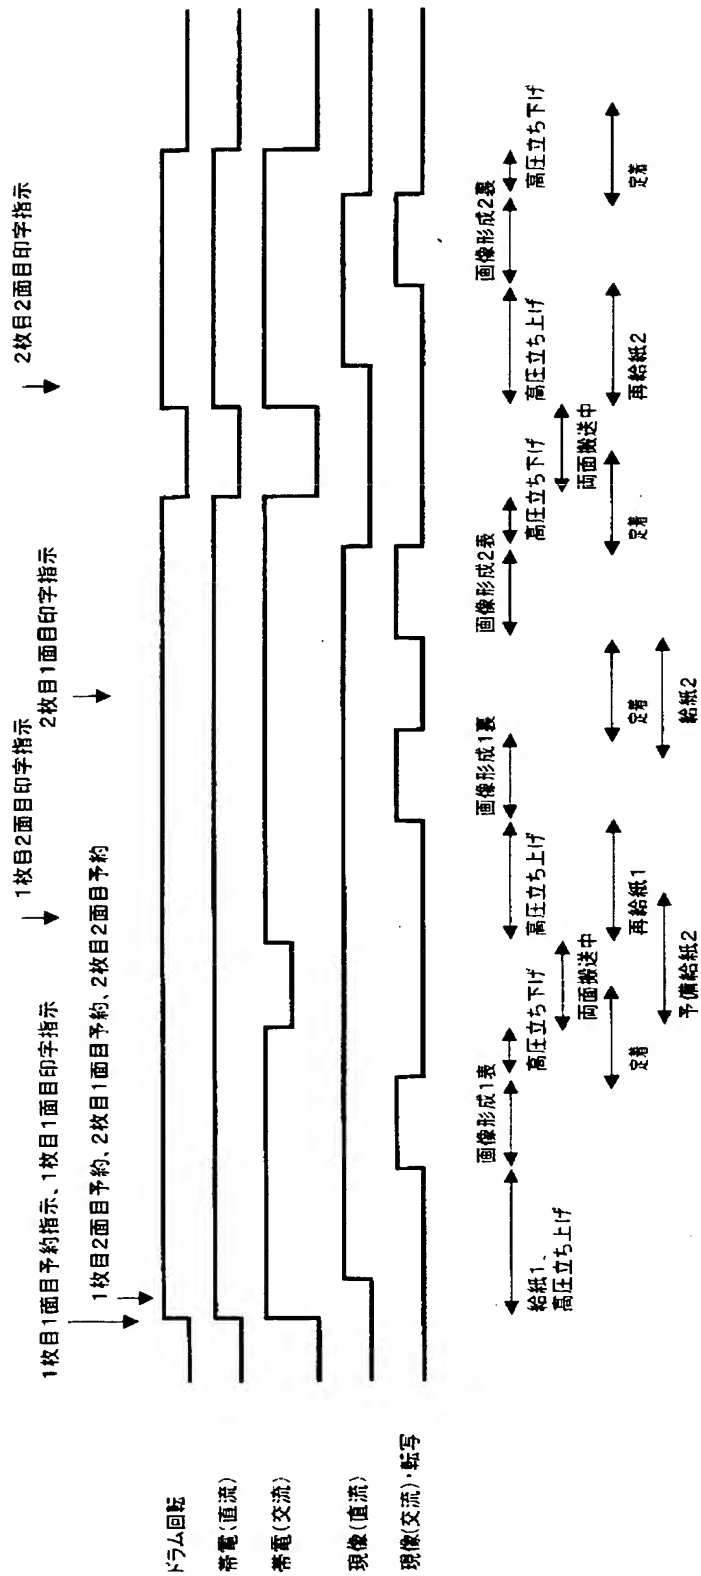 1枚目1面目予約指示、1枚目1面目印字指示
1枚目2面目予約、2枚目1面目予約、2枚目2面目予約
1枚目2面目印字指示
2枚目1面目印字指示
2枚目2面目印字指示
ドラム回転
帯電(直流)
帯電(交流)
現像(直流)
現像(交流)・転写
給紙1、
高圧立ち上げ
画像形成1表
高圧立ち下げ
高圧立ち上げ
画像形成1裏
画像形成2表
高圧立ち下げ
高圧立ち上げ
画像形成2裏
高圧立ち下げ
両面搬送中
両面搬送中
定着
再給紙1
定着
定着
再給紙2
定着
予備給紙2
給紙2